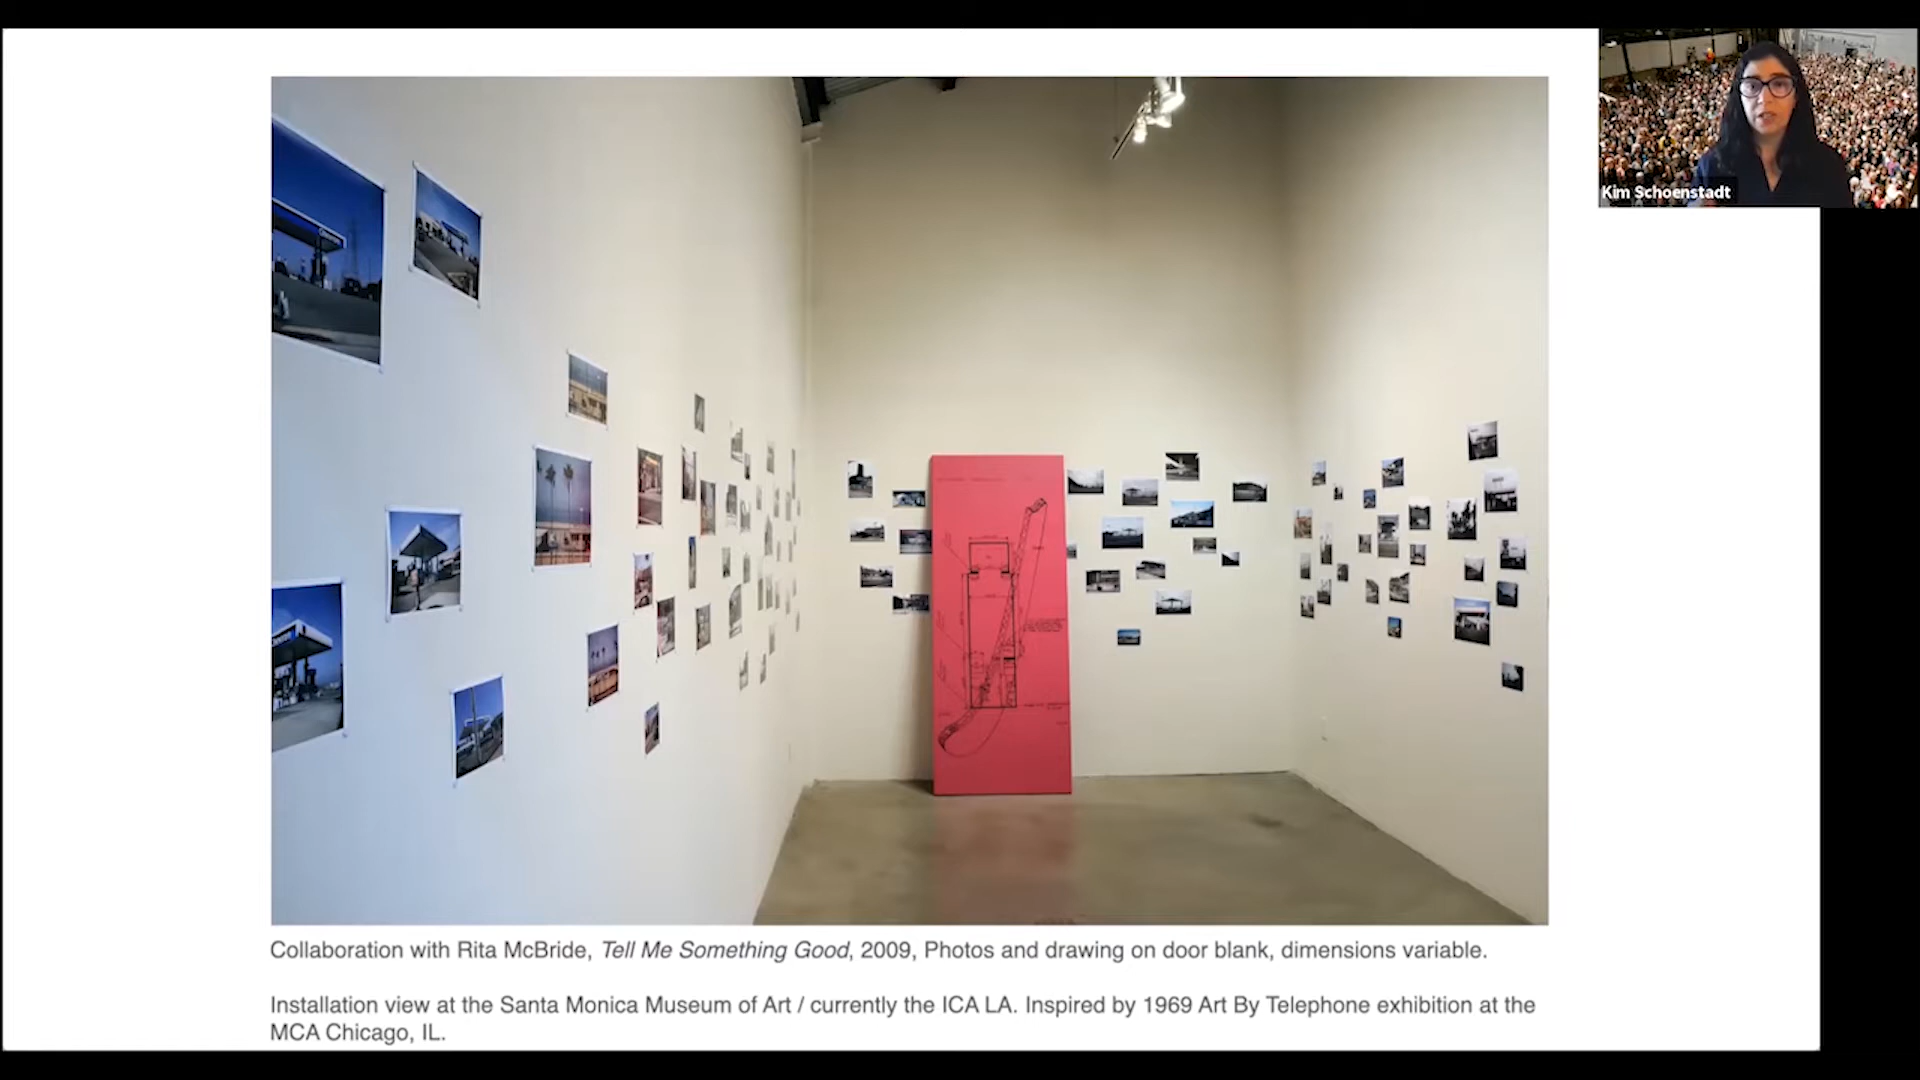 Kim Schoenstadt
Collaboration with Rita McBride, Tell Me Something Good, 2009, Photos and drawing on door blank, dimensions variable.
Installation view at the Santa Monica Museum of Art / currently the ICA LA. Inspired by 1969 Art By Telephone exhibition at the
MCA Chicago, IL.